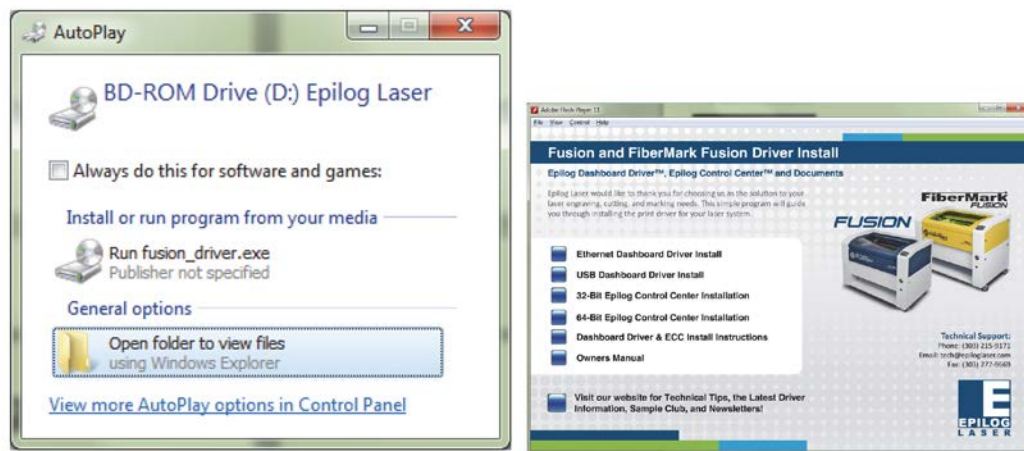 AutoPlay
BD-ROM Drive (D:) Epilog Laser
Always do this for software and games:
Install or run program from your media
Run fusion_driver.exe
Publisher not specified
General options
Open folder to view files
using Windows Explorer
View more AutoPlay options in Control Panel
Adobe Flash Player 11
File View Control Help
Fusion and FiberMark Fusion Driver Install
Epilog Dashboard Driver™, Epilog Control Center™ and Documents
Epilog Laser would like to thank you for choosing us as the solution to your
laser engraving, cutting, and marking needs. This simple program will guide
you through installing the print driver for your laser system.
FiberMark
FUSION
FUSION
Ethernet Dashboard Driver Install
USB Dashboard Driver Install
32-Bit Epilog Control Center Installation
64-Bit Epilog Control Center Installation
Dashboard Driver & ECC Install Instructions
Owners Manual
Technical Support:
Phone: (303) 215-9171
Email: tech@epiloglaser.com
Fax: (303) 277-9669
Visit our website for Technical Tips, the Latest Driver
Information, Sample Club, and Newsletters!
E
EPILOG
LASER